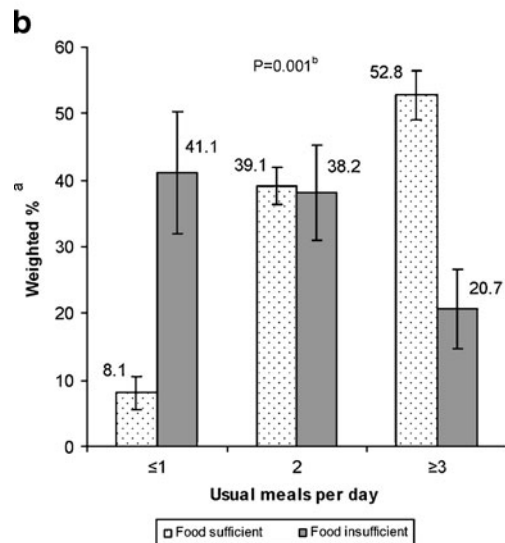 b
60
50
40
30
20
10
0
Weighted % a
P=0.001b
8.1
41.1
39.1
38.2
52.8
20.7
≤1
2
≥3
Usual meals per day
Food sufficient
Food insufficient